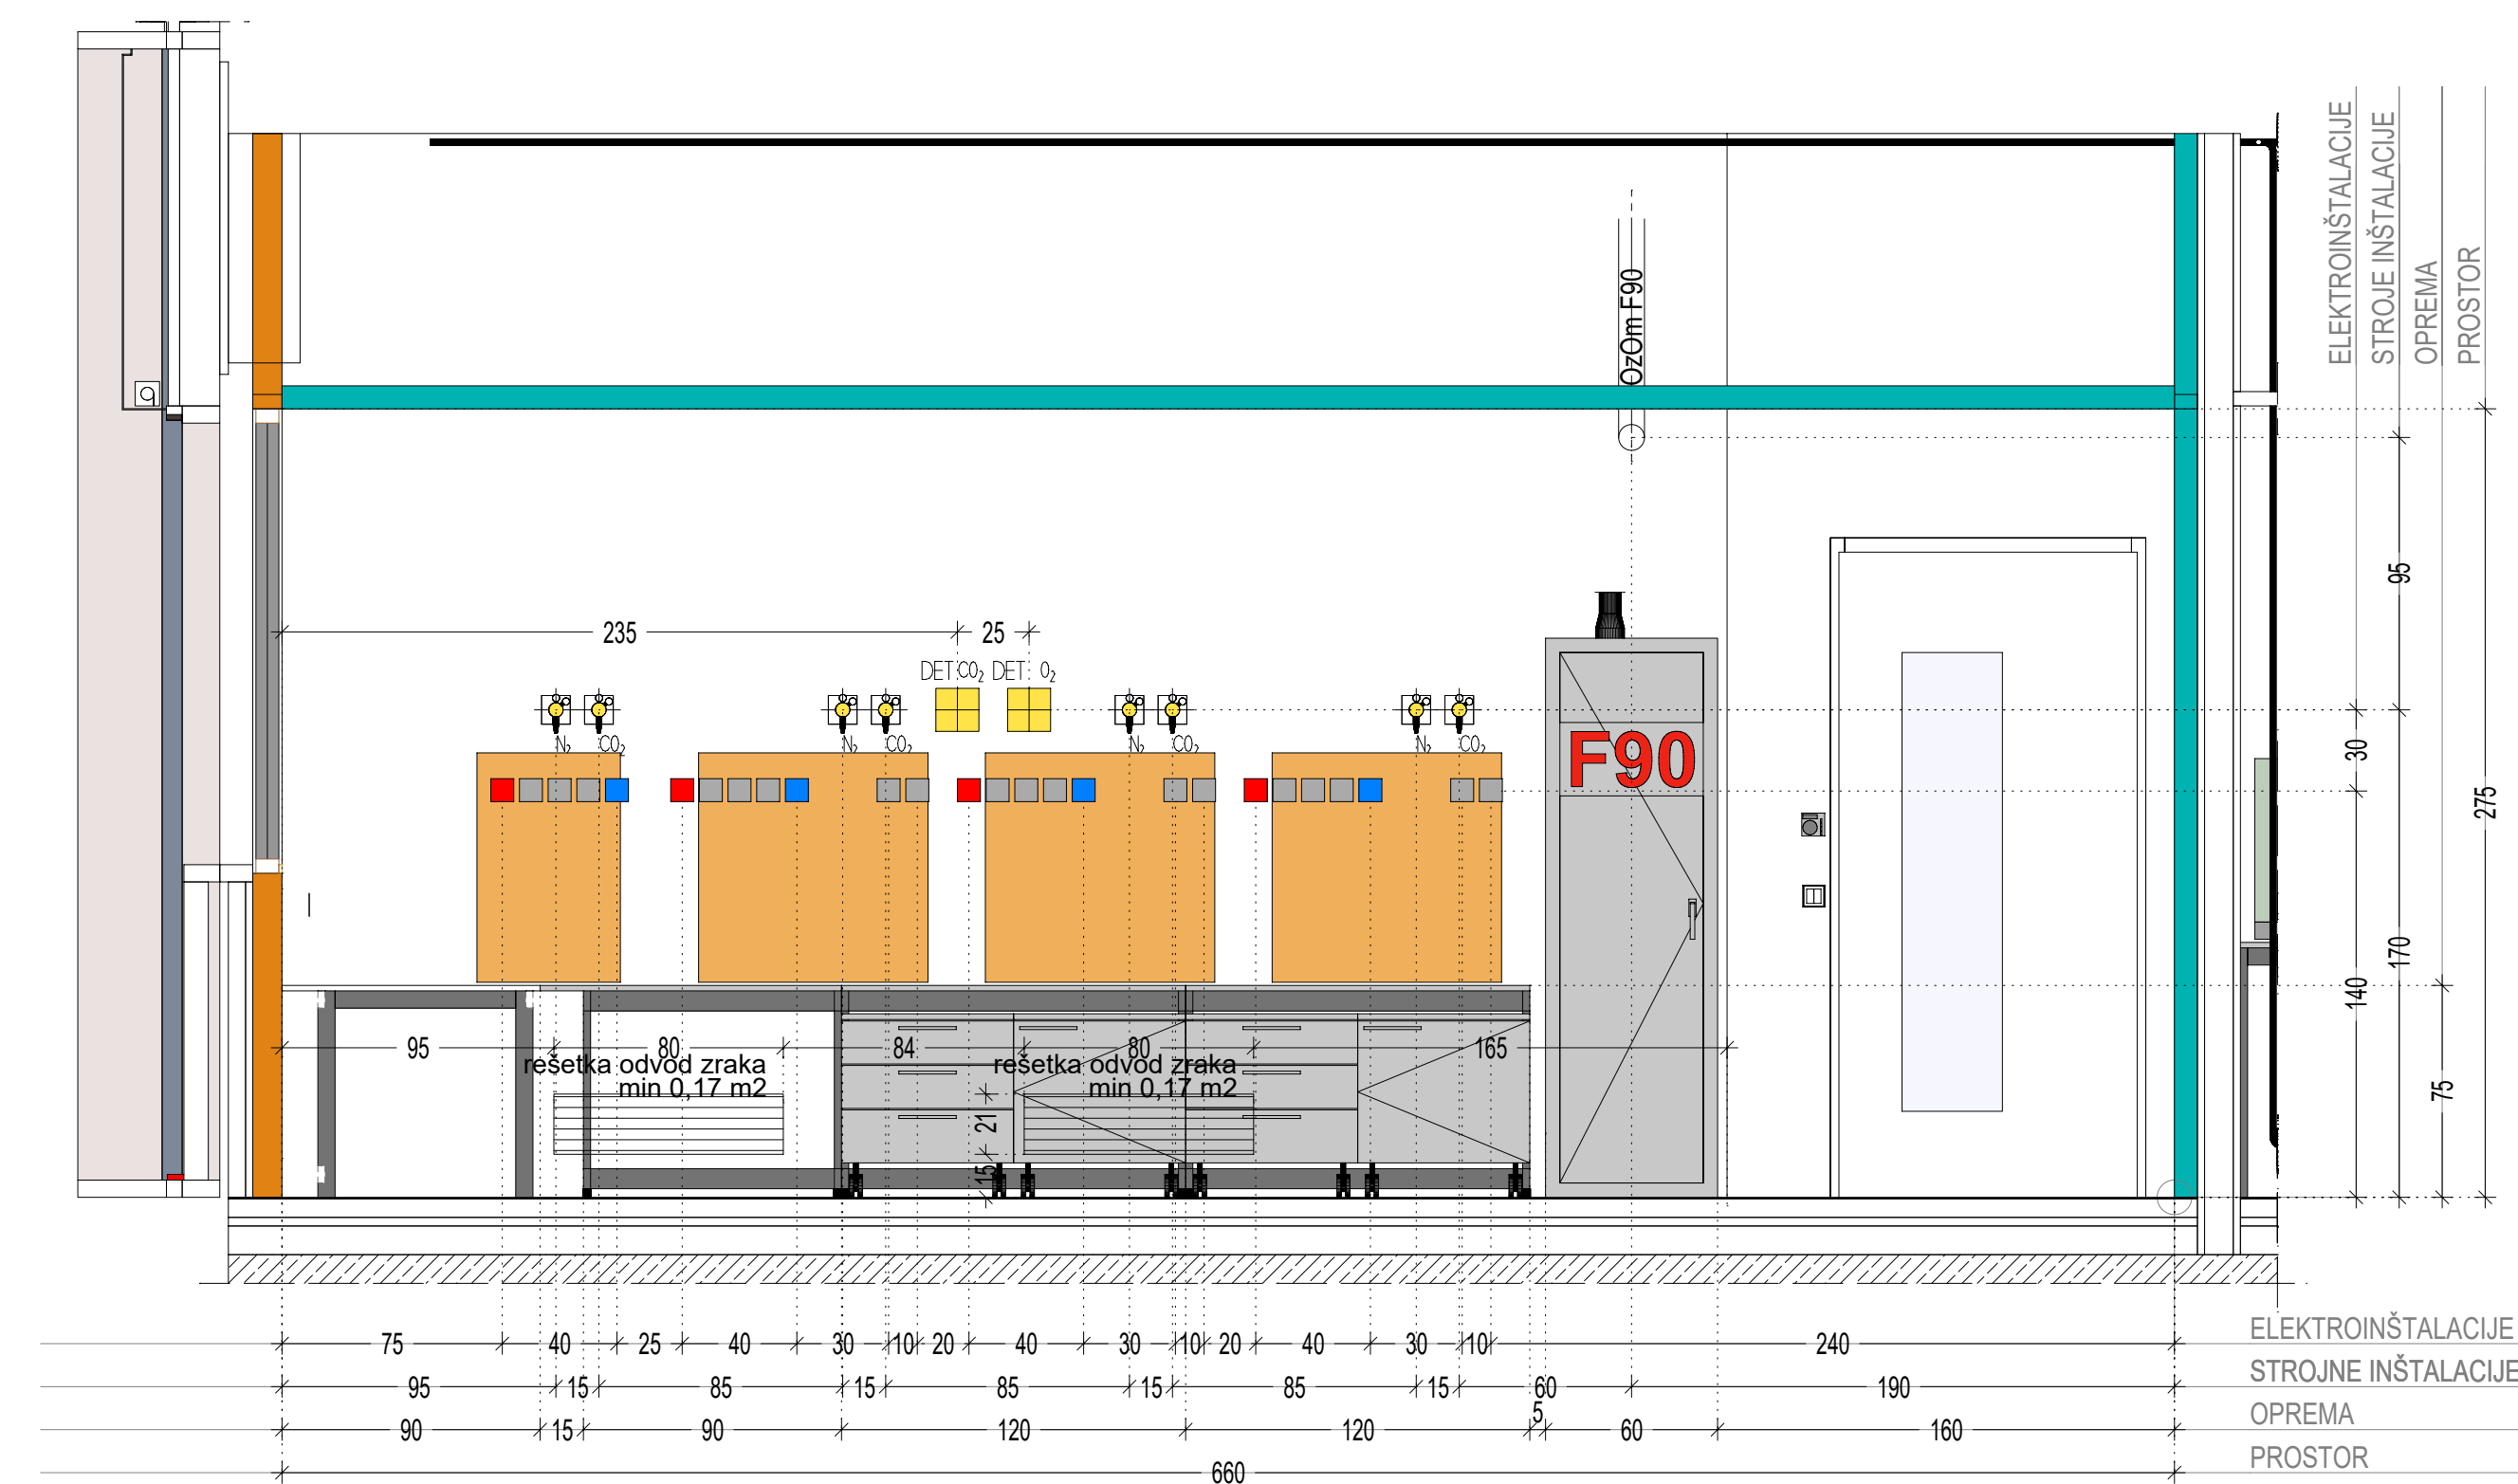 ELEKTROINŠTALACIJE
STROJE INŠTALACIJE
OPREMA
PROSTOR
OzOm F90
235
25
DET CO2
DET O2
N2
CO2
N2
CO2
N2
CO2
N2
CO2
F90
95
30
275
170
140
75
95
80
84
80
165
rešetka odvod zraka
min 0,17 m2
rešetka odvod zraka
min 0,17 m2
21
15
75 40 25 40 30 10 20 40 30 10 20 40 30 10 240 ELEKTROINŠTALACIJE
95 15 85 15 85 15 85 15 60 190 STROJNE INŠTALACIJE
90 15 90 120 120 5 60 160 OPREMA
660 PROSTOR